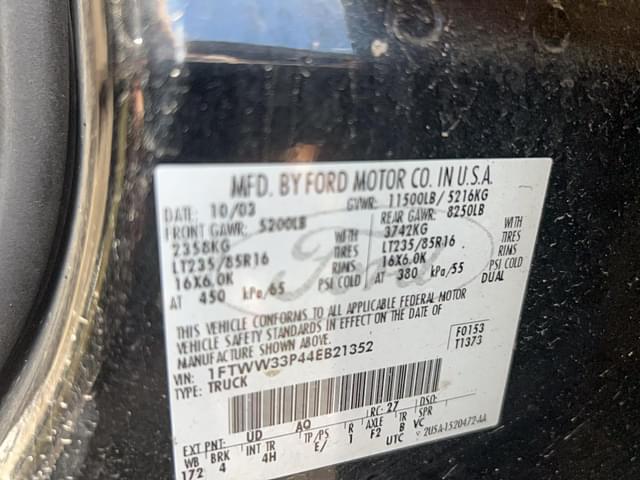 MFD. BY FORD MOTOR CO. IN U.S.A.
DATE: 10/03 GVWR: 11500LB/ 5216KG
FRONT GAWR: 5200LB REAR GAWR: 8250LB
2358KG WITH 3742KG WITH
LT235/85R16 TIRES LT235/85R16 TIRES
16X6.0K RIMS 16X6.0K RIMS
AT 450 kPa/65 PSI COLD AT 380 kPa/55 PSI COLD
DUAL
THIS VEHICLE CONFORMS TO ALL APPLICABLE FEDERAL MOTOR
VEHICLE SAFETY STANDARDS IN EFFECT ON THE DATE OF
MANUFACTURE SHOWN ABOVE.
VIN: 1FTWW33P44EB21352 F0153
TYPE: TRUCK T1373
EXT PNT: UD AQ RC: 27 DSO:
WB BRK INT TR TP/PS R AXLE TR SPR
172 4 4H E/ 1 F2 B VC
UTC 2U5A-1520472-AA
Ford